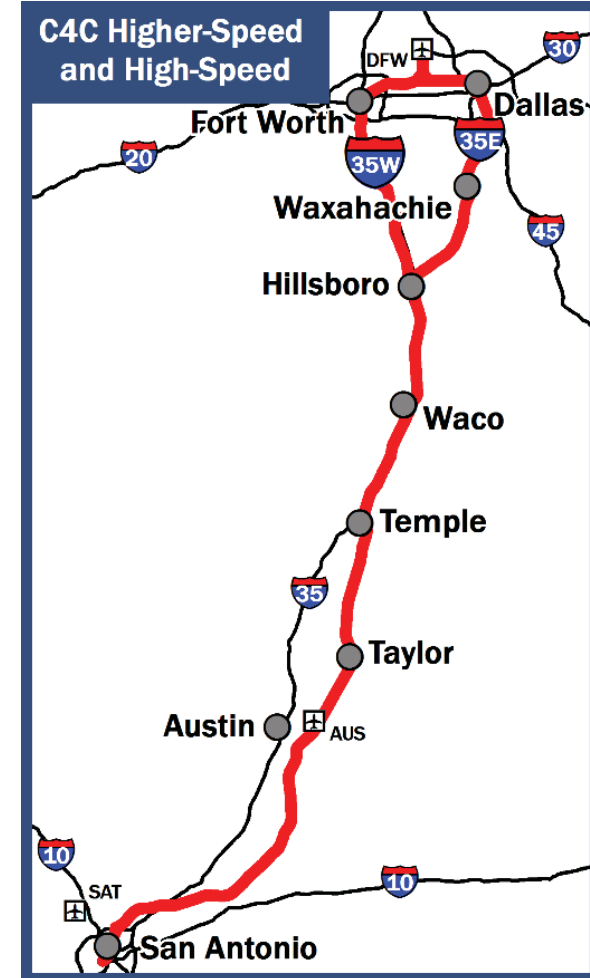 C4C Higher-Speed
and High-Speed
DFW
30
Dallas
Fort Worth
20
35W
35E
Waxahachie
45
Hillsboro
Waco
Temple
35
Taylor
Austin
AUS
10
SAT
10
San Antonio